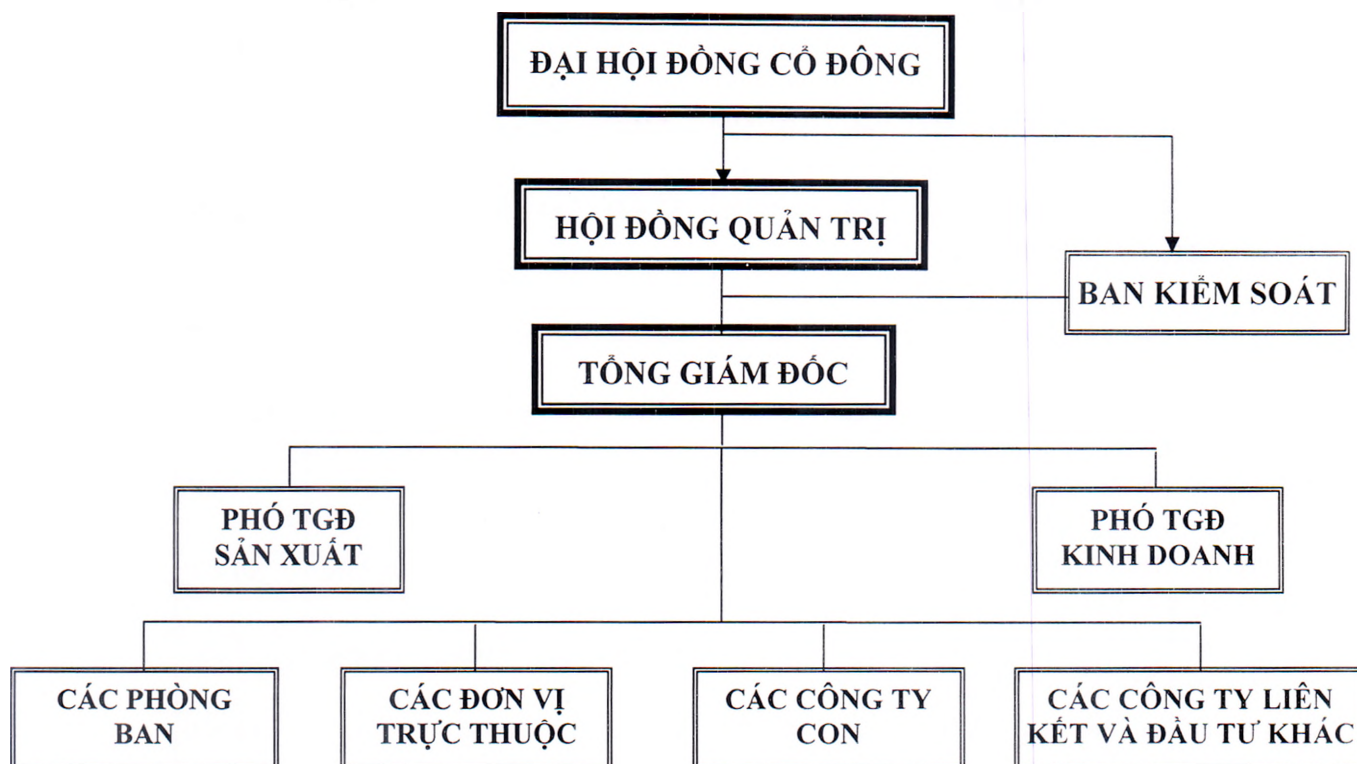 ĐẠI HỘI ĐỒNG CỔ ĐÔNG
HỘI ĐỒNG QUẢN TRỊ
BAN KIỂM SOÁT
TỔNG GIÁM ĐỐC
PHÓ TGĐ
SẢN XUẤT
PHÓ TGĐ
KINH DOANH
CÁC PHÒNG
BAN
CÁC ĐƠN VỊ
TRỰC THUỘC
CÁC CÔNG TY
CON
CÁC CÔNG TY LIÊN
KẾT VÀ ĐẦU TƯ KHÁC